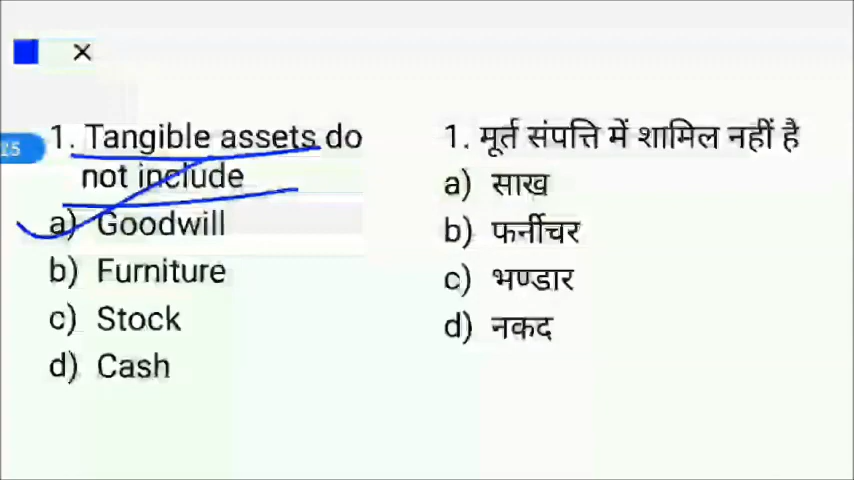 1. Tangible assets do
not include
a) Goodwill
b) Furniture
c) Stock
d) Cash
1. मूर्त संपत्ति में शामिल नहीं है
a) साख
b) फर्नीचर
c) भण्डार
d) नकद